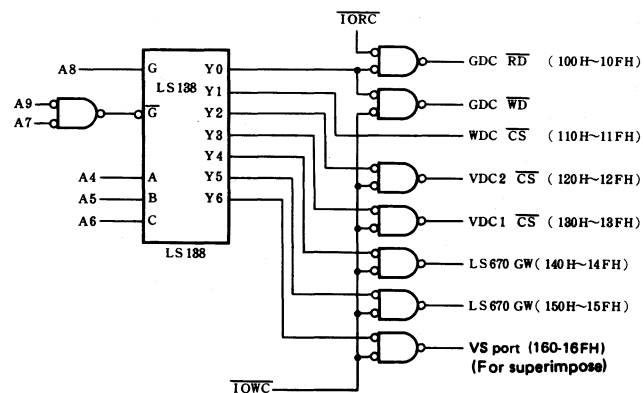 IORC
A8
G
LS138
Y0
GDC RD (100H~10FH)
A9
A7
G
Y1
GDC WD
Y2
WDC CS (110H~11FH)
Y3
Y4
A4
A
Y5
VDC2 CS (120H~12FH)
A5
B
Y6
A6
C
VDC1 CS (130H~13FH)
LS138
LS670 GW (140H~14FH)
LS670 GW (150H~15FH)
VS port (160-16FH)
(For superimpose)
IOWC